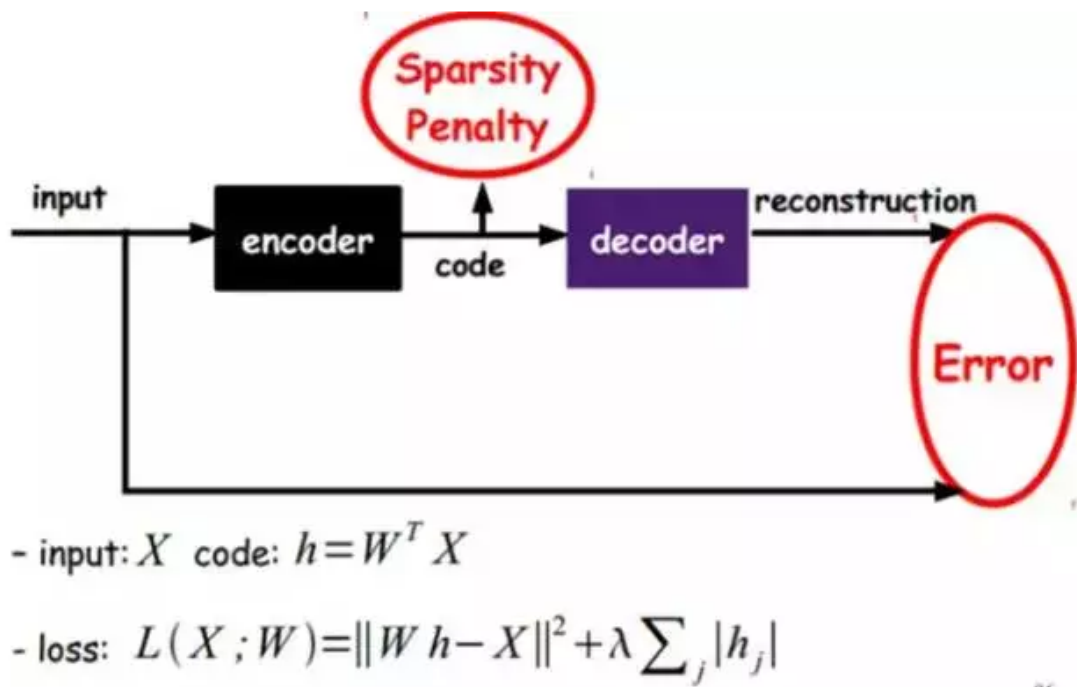 Sparsity
Penalty
input
encoder
code
decoder
reconstruction
Error
- input: X code: h=W^T X
- loss: L(X;W)=‖W h−X‖²+λ∑_j|h_j|